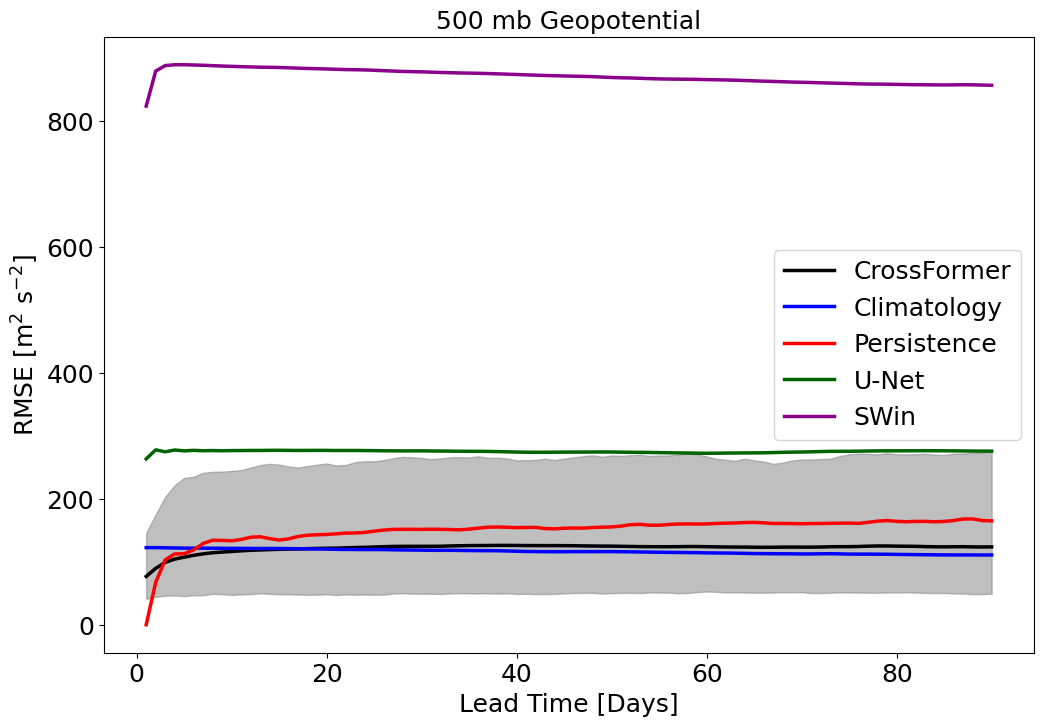 500 mb Geopotential
RMSE [m² s⁻²]
800
600
400
200
0
CrossFormer
Climatology
Persistence
U-Net
SWin
0 20 40 60 80
Lead Time [Days]